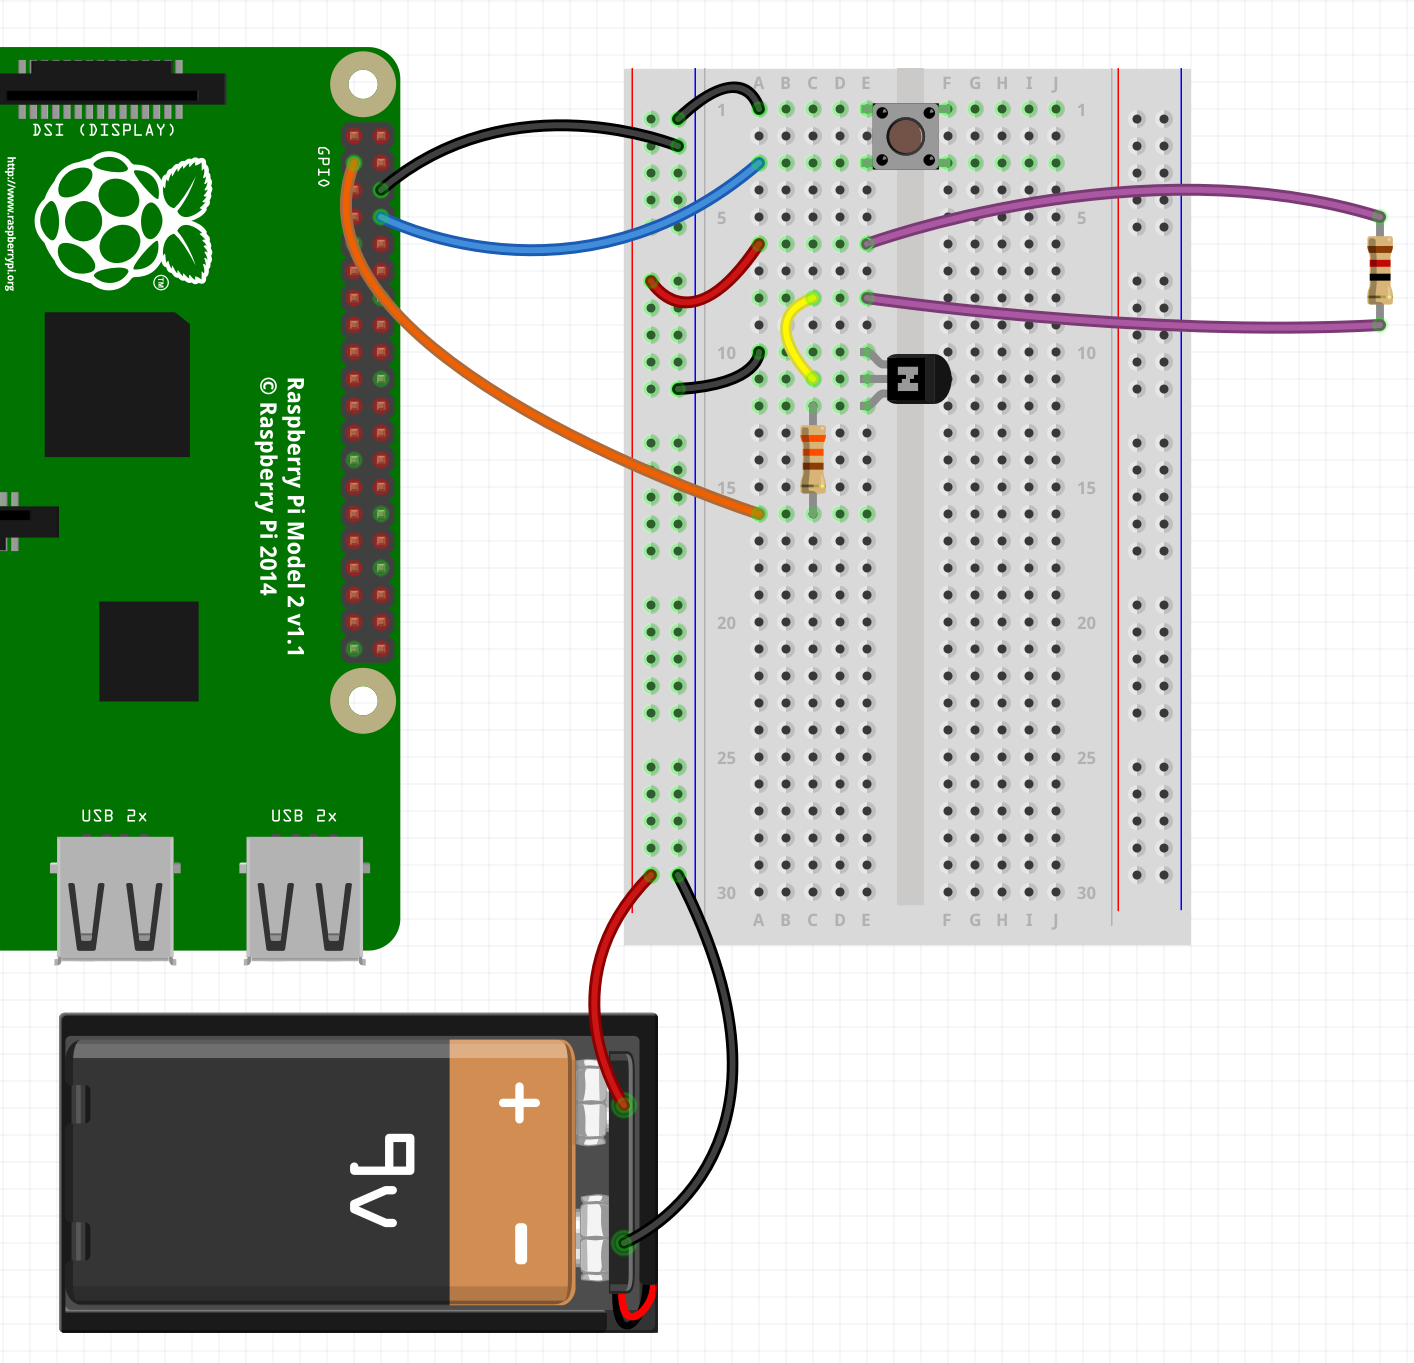 DSI (DISPLAY)
http://www.raspberrypi.org
TM
GPIO
Raspberry Pi Model 2 v1.1
© Raspberry Pi 2014
USB 2x
USB 2x
A B C D E F G H I J
1 1
5 5
10 10
15 15
20 20
25 25
30 30
A B C D E F G H I J
N
+
9V
−